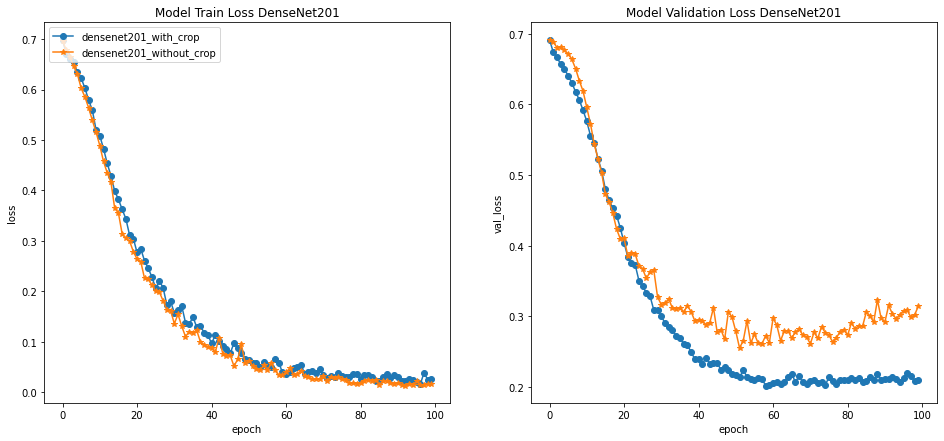 Model Train Loss DenseNet201
densenet201_with_crop
densenet201_without_crop
loss
0.7
0.6
0.5
0.4
0.3
0.2
0.1
0.0
0 20 40 60 80 100
epoch
Model Validation Loss DenseNet201
val_loss
0.7
0.6
0.5
0.4
0.3
0.2
0 20 40 60 80 100
epoch